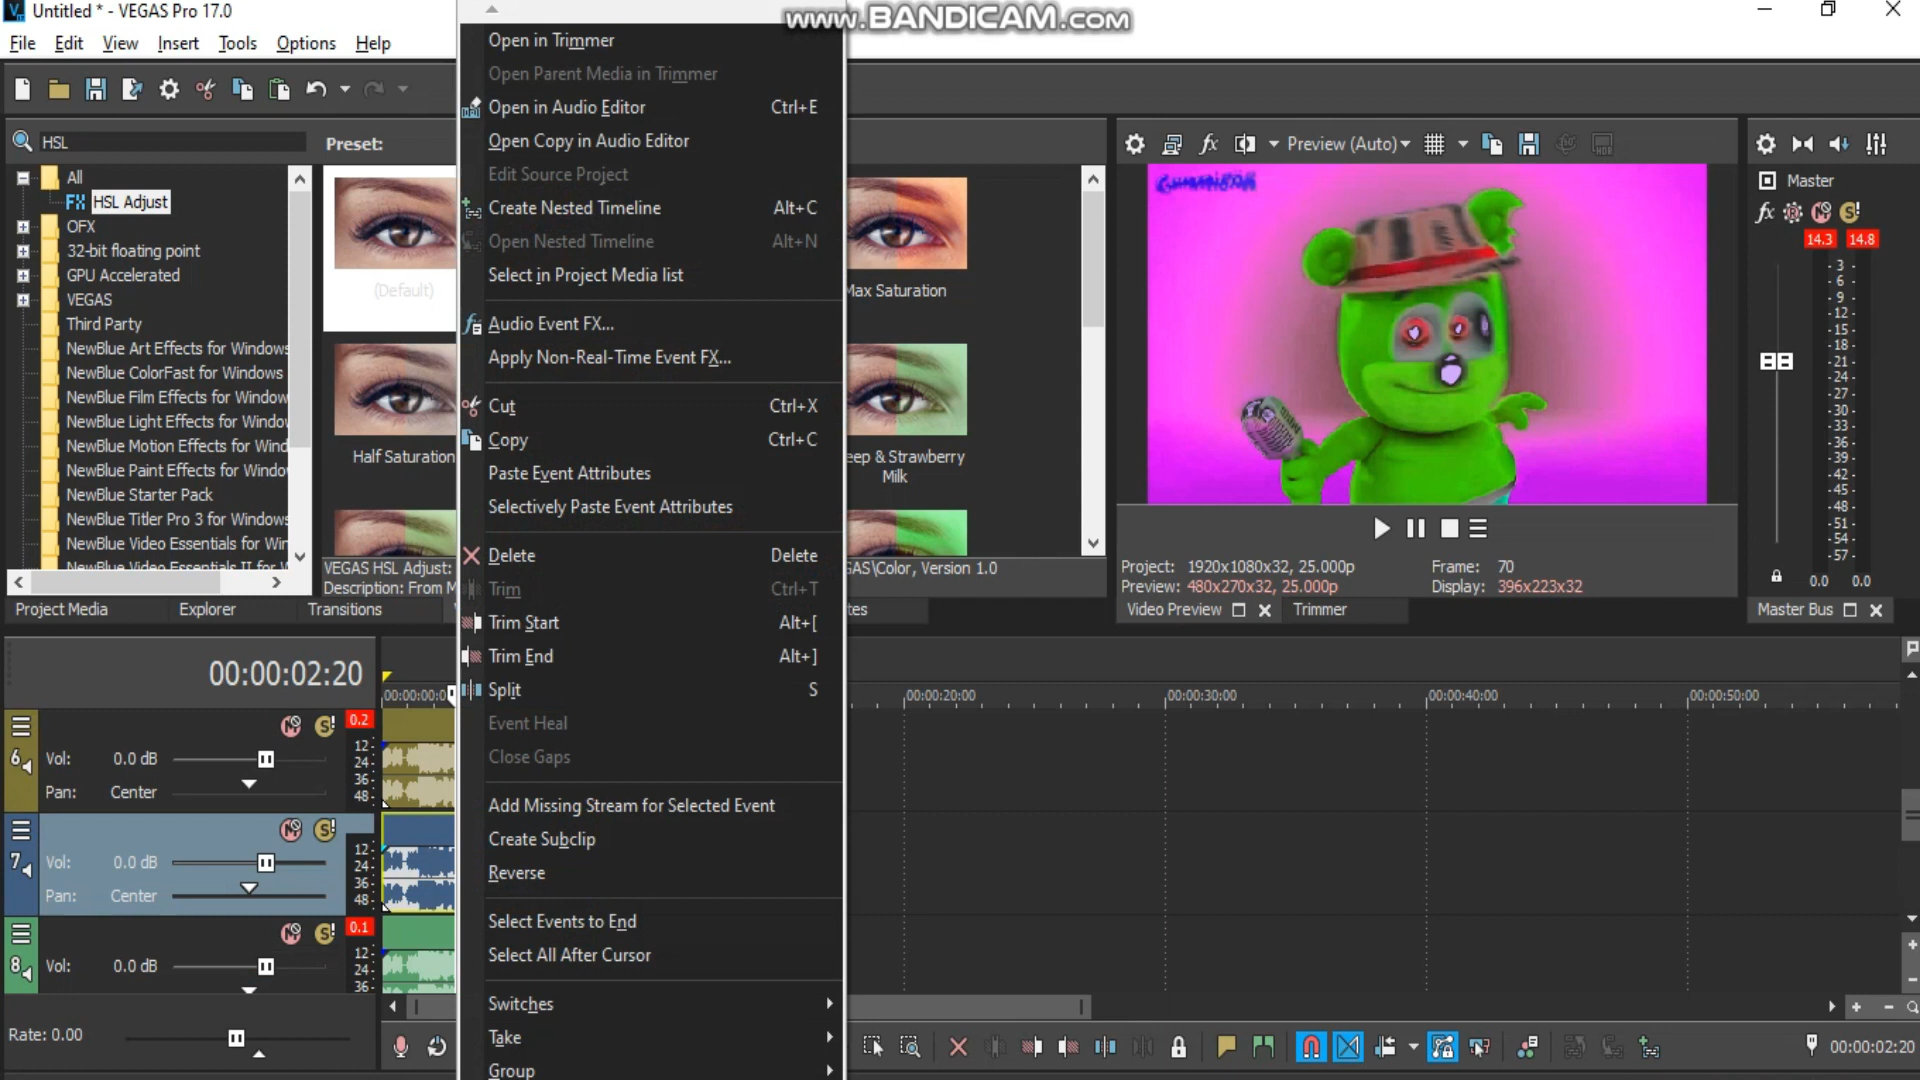 Untitled * - VEGAS Pro 17.0
www.BANDICAM.com
File Edit View Insert Tools Options Help
HSL
All
HSL Adjust
OFX
32-bit floating point
GPU Accelerated
VEGAS
Third Party
NewBlue Art Effects for Windows
NewBlue ColorFast for Windows
NewBlue Film Effects for Windows
NewBlue Light Effects for Windo
NewBlue Motion Effects for Wind
NewBlue Paint Effects for Windo
NewBlue Starter Pack
NewBlue Titler Pro 3 for Windows
NewBlue Video Essentials for Wi
NewBlue Video Essentials II for W
Preset:
(Default)
Half Saturation
Max Saturation
eep & Strawberry
Milk
VEGAS HSL Adjust:
GAS\Color, Version 1.0
Description: From M
Project Media Explorer Transitions
tes
Open in Trimmer
Open Parent Media in Trimmer
Open in Audio Editor Ctrl+E
Open Copy in Audio Editor
Edit Source Project
Create Nested Timeline Alt+C
Open Nested Timeline Alt+N
Select in Project Media list
Audio Event FX...
Apply Non-Real-Time Event FX...
Cut Ctrl+X
Copy Ctrl+C
Paste Event Attributes
Selectively Paste Event Attributes
Delete Delete
Trim Ctrl+T
Trim Start Alt+[
Trim End Alt+]
Split S
Event Heal
Close Gaps
Add Missing Stream for Selected Event
Create Subclip
Reverse
Select Events to End
Select All After Cursor
Switches
Take
Group
fx Preview (Auto)
Project: 1920x1080x32, 25.000p Frame: 70
Preview: 480x270x32, 25.000p Display: 396x223x32
Video Preview Trimmer
Master
fx
14.3 14.8
3
6
9
12
15
18
21
24
27
30
33
36
39
42
45
48
51
54
57
0.0 0.0
Master Bus
00:00:02:20
00:00:00:0 00:00:20:00 00:00:30:00 00:00:40:00 00:00:50:00
6
0.2
Vol: 0.0 dB
Pan: Center
12
24
36
48
7
Vol: 0.0 dB
Pan: Center
12
24
36
48
8
0.1
Vol: 0.0 dB
12
24
36
Rate: 0.00
00:00:02:20